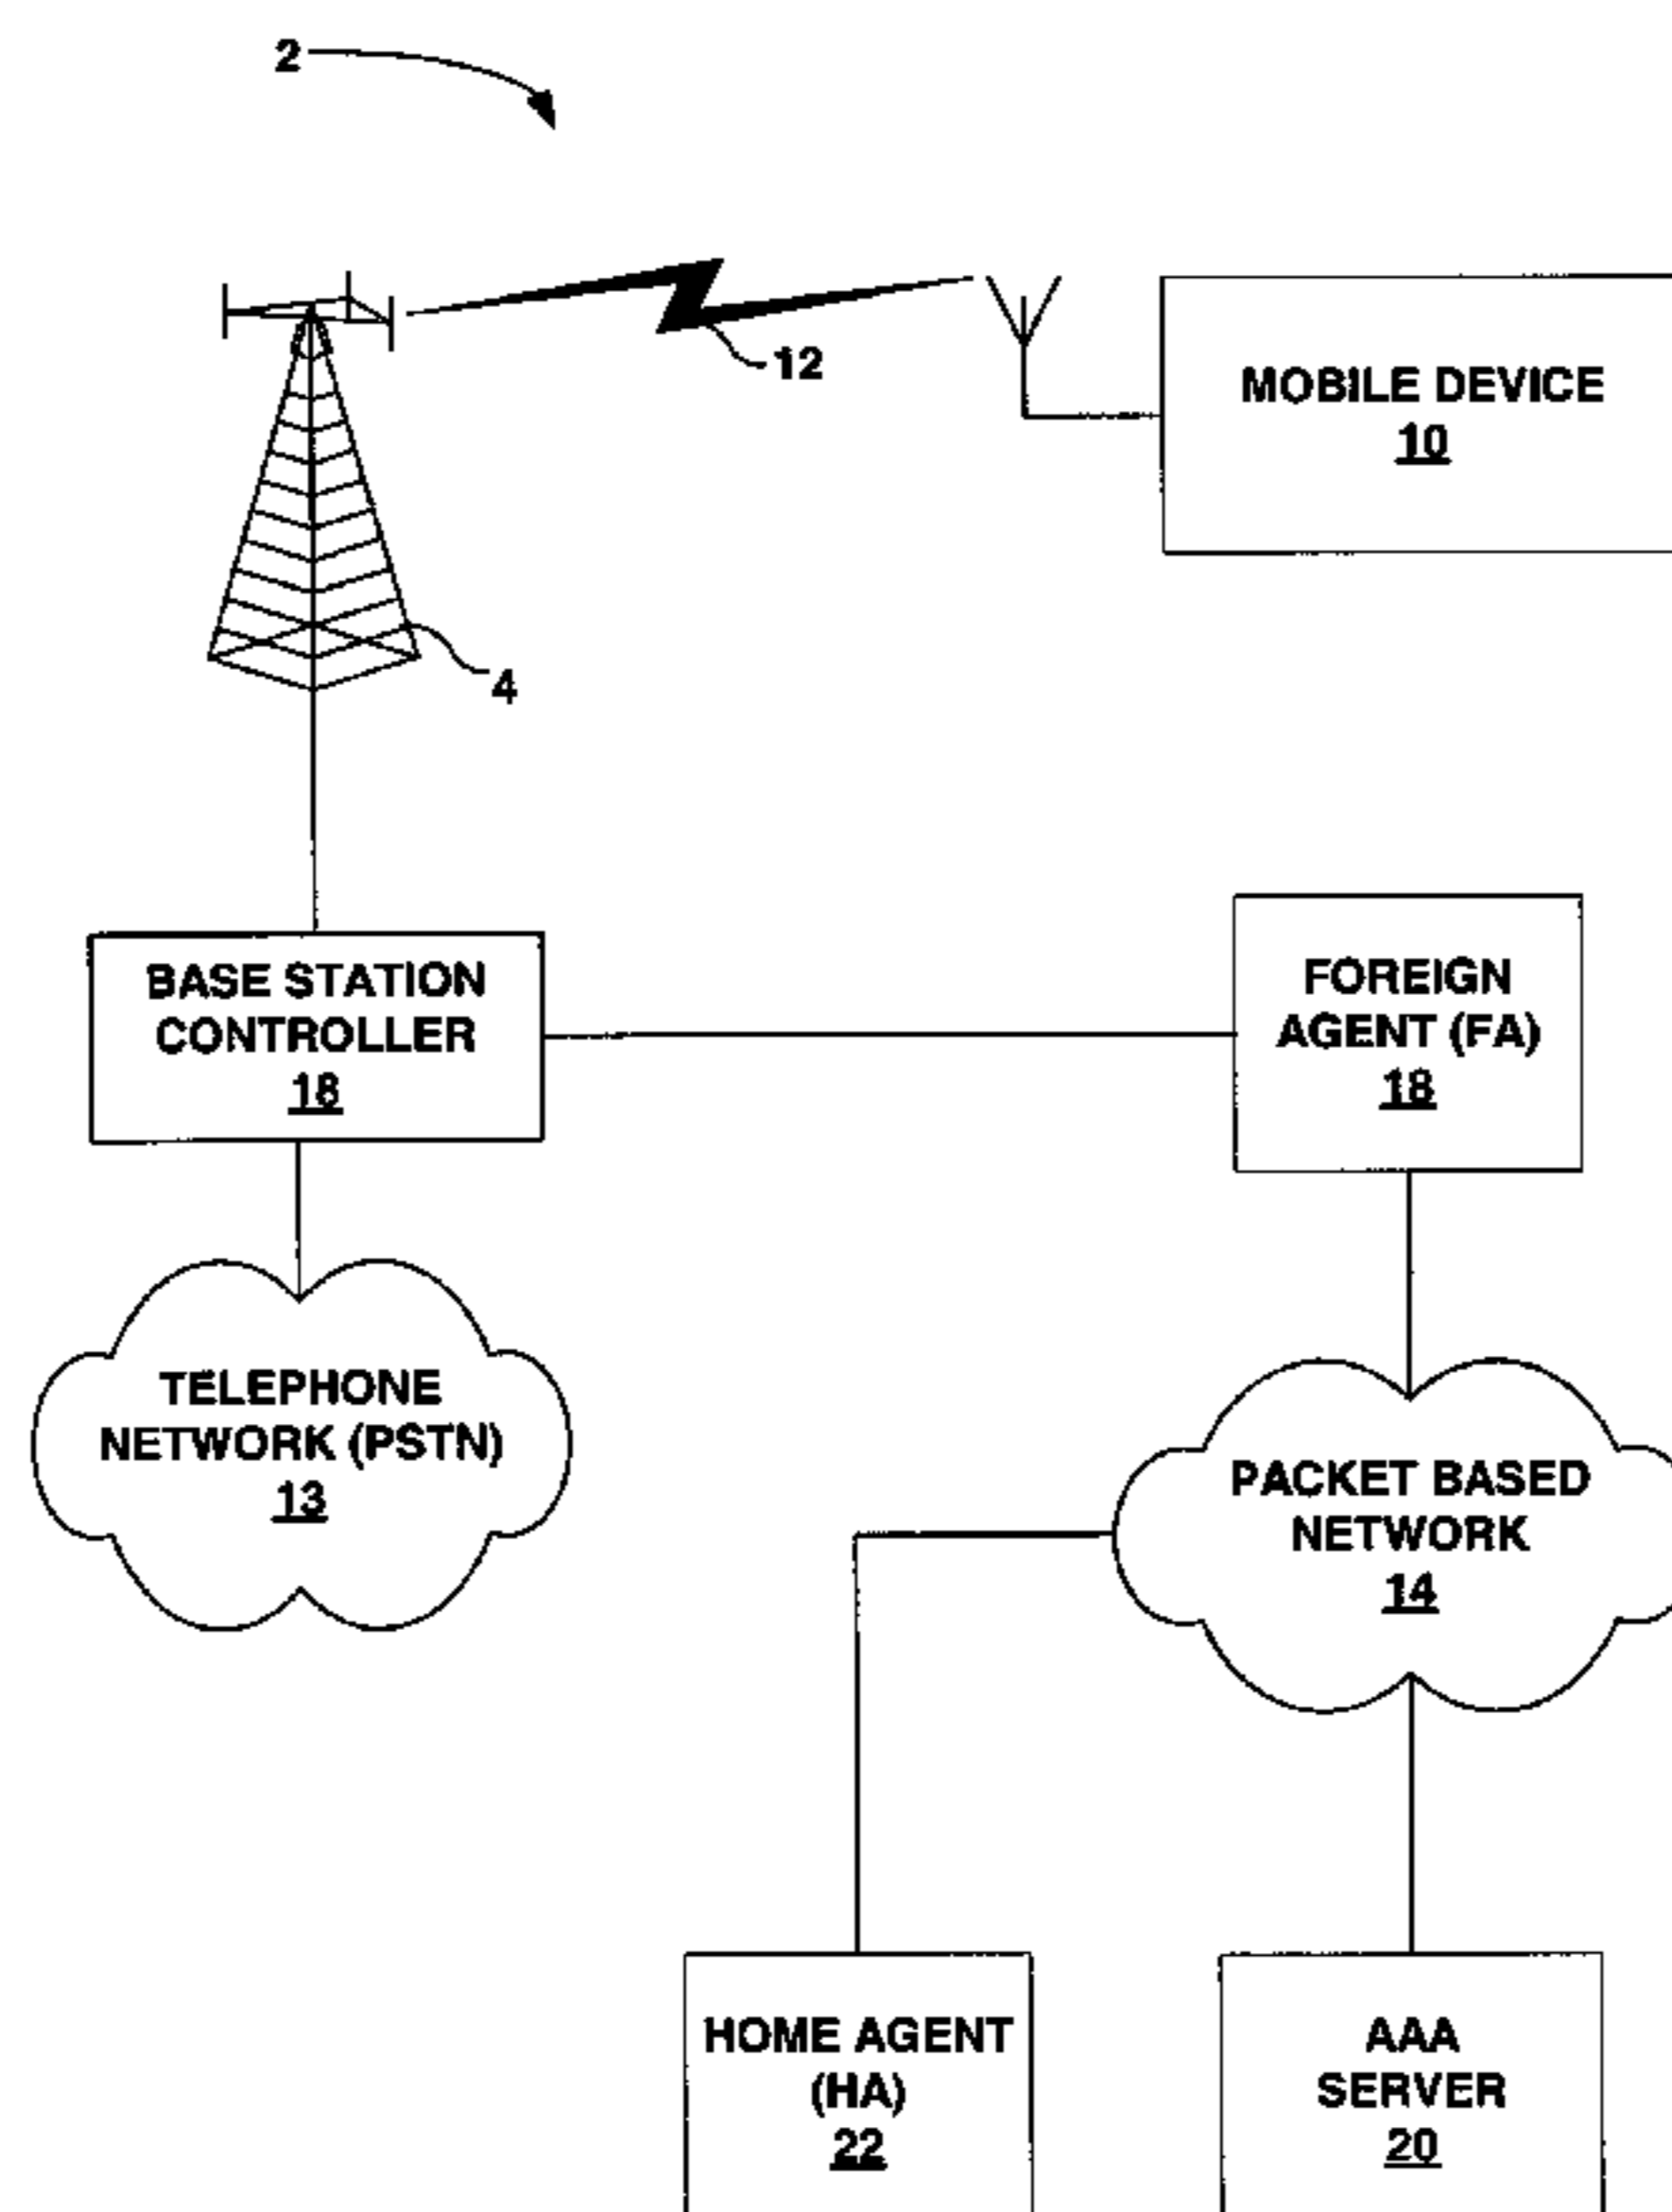 2
12
MOBILE DEVICE
10
4
BASE STATION
CONTROLLER
18
FOREIGN
AGENT (FA)
18
TELEPHONE
NETWORK (PSTN)
13
PACKET BASED
NETWORK
14
HOME AGENT
(HA)
22
AAA
SERVER
20